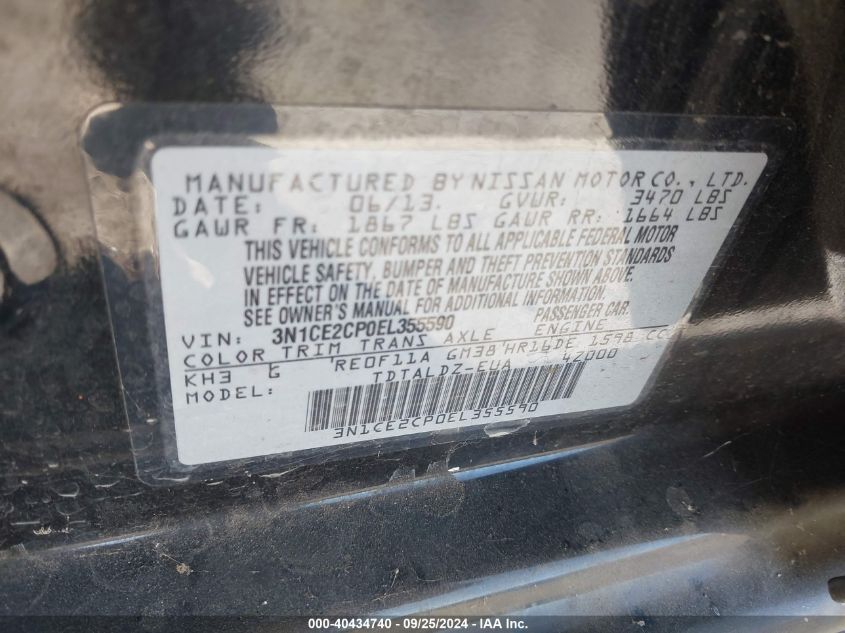 MANUFACTURED BY NISSAN MOTOR CO., LTD.
DATE: 06/13. GVWR: 3470 LBS
GAWR FR: 1867 LBS GAWR RR: 1664 LBS
THIS VEHICLE CONFORMS TO ALL APPLICABLE FEDERAL MOTOR
VEHICLE SAFETY, BUMPER AND THEFT PREVENTION STANDARDS
IN EFFECT ON THE DATE OF MANUFACTURE SHOWN ABOVE.
SEE OWNER'S MANUAL FOR ADDITIONAL INFORMATION.
VIN: 3N1CE2CP0EL355590 PASSENGER CAR.
COLOR TRIM TRANS AXLE ENGINE
KH3 G RE0F11A GM38 HR16DE 1598 CC
MODEL: TDTALDZ-EUA 42000
3N1CE2CP0EL355590
000-40434740 - 09/25/2024 - IAAI.com